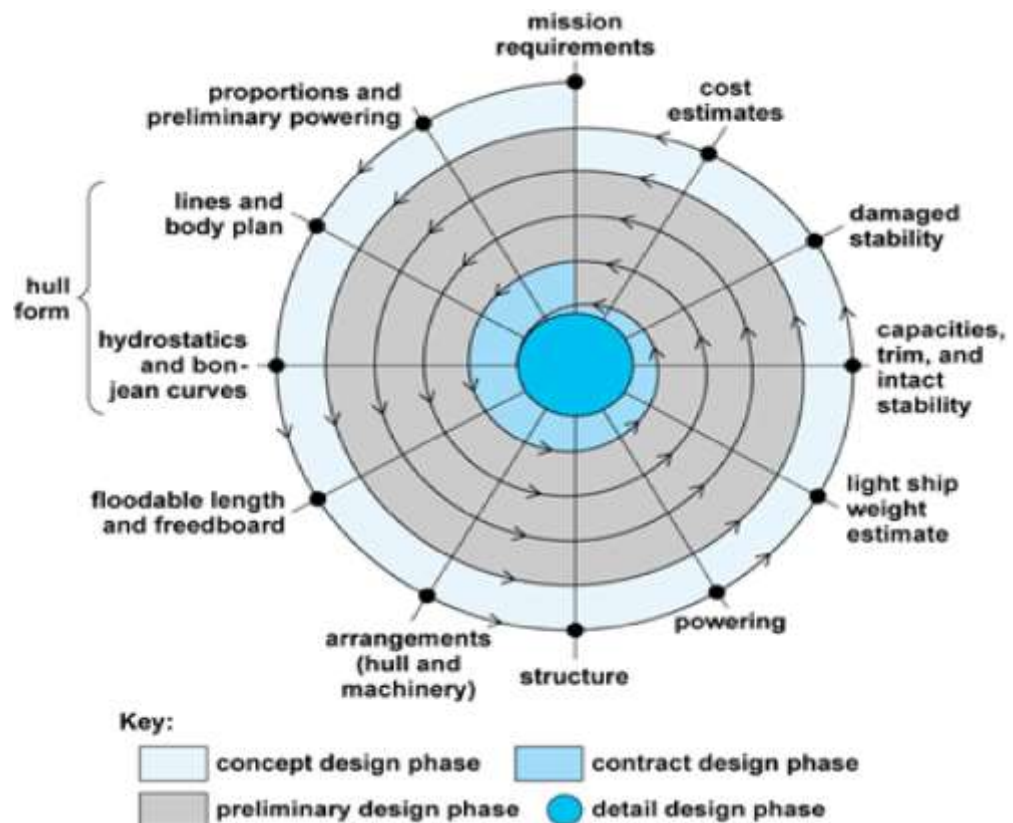 mission
requirements
cost
estimates
proportions and
preliminary powering
lines and
body plan
damaged
stability
hull
form
hydrostatics
and bon-
jean curves
capacities,
trim, and
intact
stability
floodable length
and freedboard
light ship
weight
estimate
arrangements
(hull and
machinery)
structure
powering
Key:
concept design phase
contract design phase
preliminary design phase
detail design phase